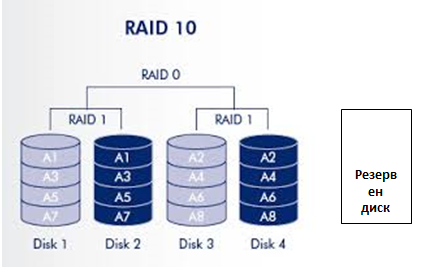 RAID 10
RAID 0
RAID 1 RAID 1
A1 A1 A2 A2
A3 A3 A4 A4
A5 A5 A6 A6
A7 A7 A8 A8
Disk 1 Disk 2 Disk 3 Disk 4
Резерв
ен
диск